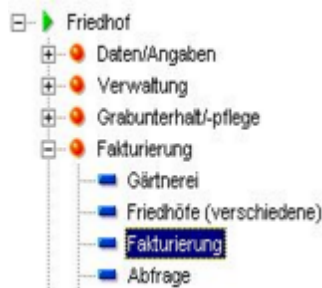 Friedhof
Daten/Angaben
Verwaltung
Grabunterhalt/-pflege
Fakturierung
Gärtnerei
Friedhöfe (verschiedene)
Fakturierung
Abfrage